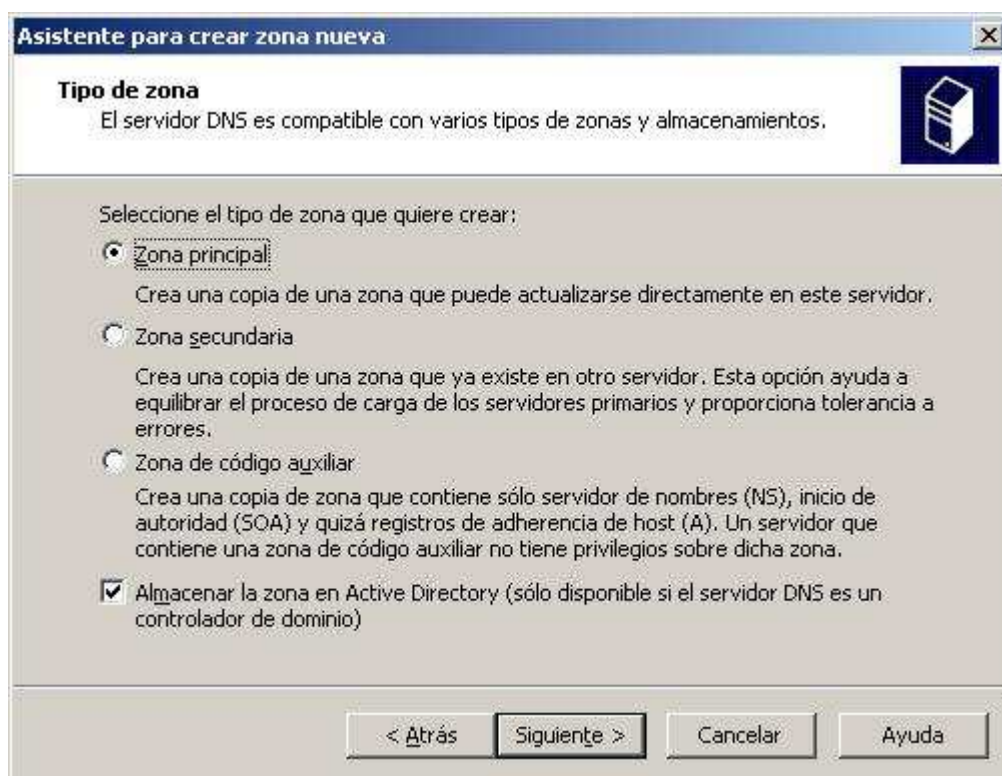 Asistente para crear zona nueva
Tipo de zona
El servidor DNS es compatible con varios tipos de zonas y almacenamientos.
Seleccione el tipo de zona que quiere crear:
Zona principal
Crea una copia de una zona que puede actualizarse directamente en este servidor.
Zona secundaria
Crea una copia de una zona que ya existe en otro servidor. Esta opción ayuda a
equilibrar el proceso de carga de los servidores primarios y proporciona tolerancia a
errores.
Zona de código auxiliar
Crea una copia de zona que contiene sólo servidor de nombres (NS), inicio de
autoridad (SOA) y quizá registros de adherencia de host (A). Un servidor que
contiene una zona de código auxiliar no tiene privilegios sobre dicha zona.
Almacenar la zona en Active Directory (sólo disponible si el servidor DNS es un
controlador de dominio)
< Atrás Siguiente > Cancelar Ayuda